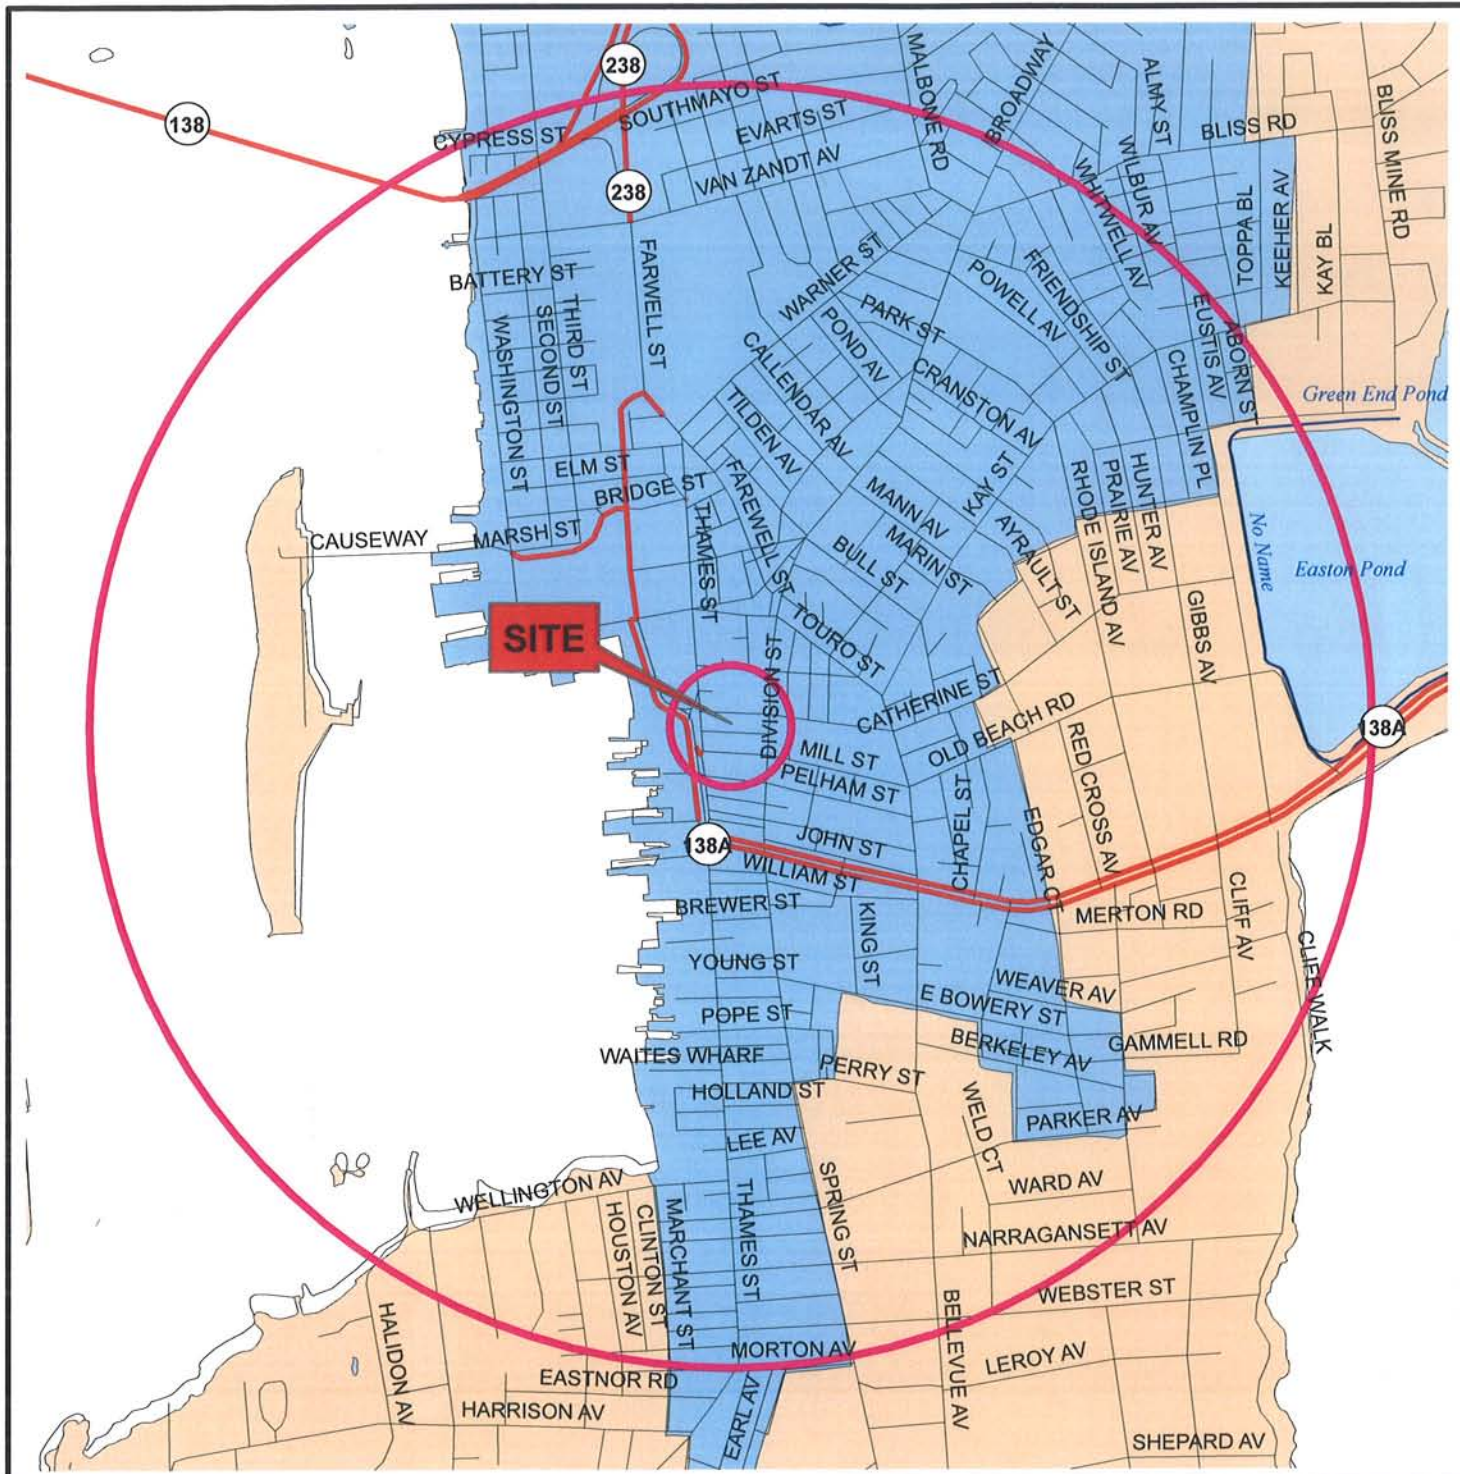 238
138
CYPRESS ST
SOUTHMAYO ST
EVARTS ST
MALBONE RD
BROADWAY
ALMY ST
BLISS RD
BLISS MINE RD
VAN ZANDT AV
238
WHITWELL AV
WILBUR AV
TOPPA BL
KEEHER AV
KAY BL
FARWELL ST
BATTERY ST
WARNER ST
POWELL AV
FRIENDSHIP ST
EUSTIS AV
ABORN ST
WASHINGTON ST
SECOND ST
THIRD ST
PARK ST
POND AV
CALLENDAR AV
CRANSTON AV
CHAMPLIN PL
Green End Pond
TILDEN AV
ELM ST
BRIDGE ST
FAREWELL ST
KAY ST
RHODE ISLAND AV
PRAIRIE AV
HUNTER AV
MANN AV
MARIN ST
AYRAULT ST
CAUSEWAY
MARSH ST
THAMES ST
BULL ST
No Name
Easton Pond
SITE
DIVISION ST
TOURO ST
GIBBS AV
CATHERINE ST
OLD BEACH RD
MILL ST
PELHAM ST
RED CROSS AV
138A
138A
JOHN ST
CHAPEL ST
EDGAR CT
WILLIAM ST
BREWER ST
KING ST
MERTON RD
CLIFF AV
CLIFF WALK
YOUNG ST
WEAVER AV
E BOWERY ST
POPE ST
BERKELEY AV
GAMMELL RD
WAITES WHARF
PERRY ST
HOLLAND ST
WELD CT
PARKER AV
LEE AV
WELLINGTON AV
SPRING ST
WARD AV
HOUSTON AV
CLINTON ST
MARCHANT ST
THAMES ST
NARRAGANSETT AV
WEBSTER ST
HALIDON AV
MORTON AV
BELLEVUE AV
LEROY AV
EASTNOR RD
HARRISON AV
EARL AV
SHEPARD AV